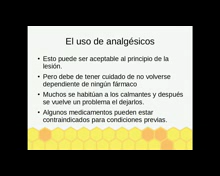 El uso de analgésicos
• Esto puede ser aceptable al principio de la
lesión.
• Pero debe de tener cuidado de no volverse
dependiente de ningún fármaco
• Muchos se habitúan a los calmantes y después
se vuelve un problema el dejarlos.
• Algunos medicamentos pueden estar
contraindicados para condiciones previas.